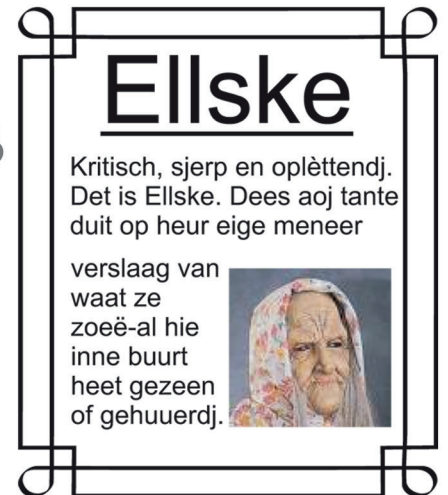 Ellske
Kritisch, sjerp en oplèttendj.
Det is Ellske. Dees aoj tante
duit op heur eige meneer
verslaag van
waat ze
zoeë-al hie
inne buurt
heet gezeen
of gehuuerdj.